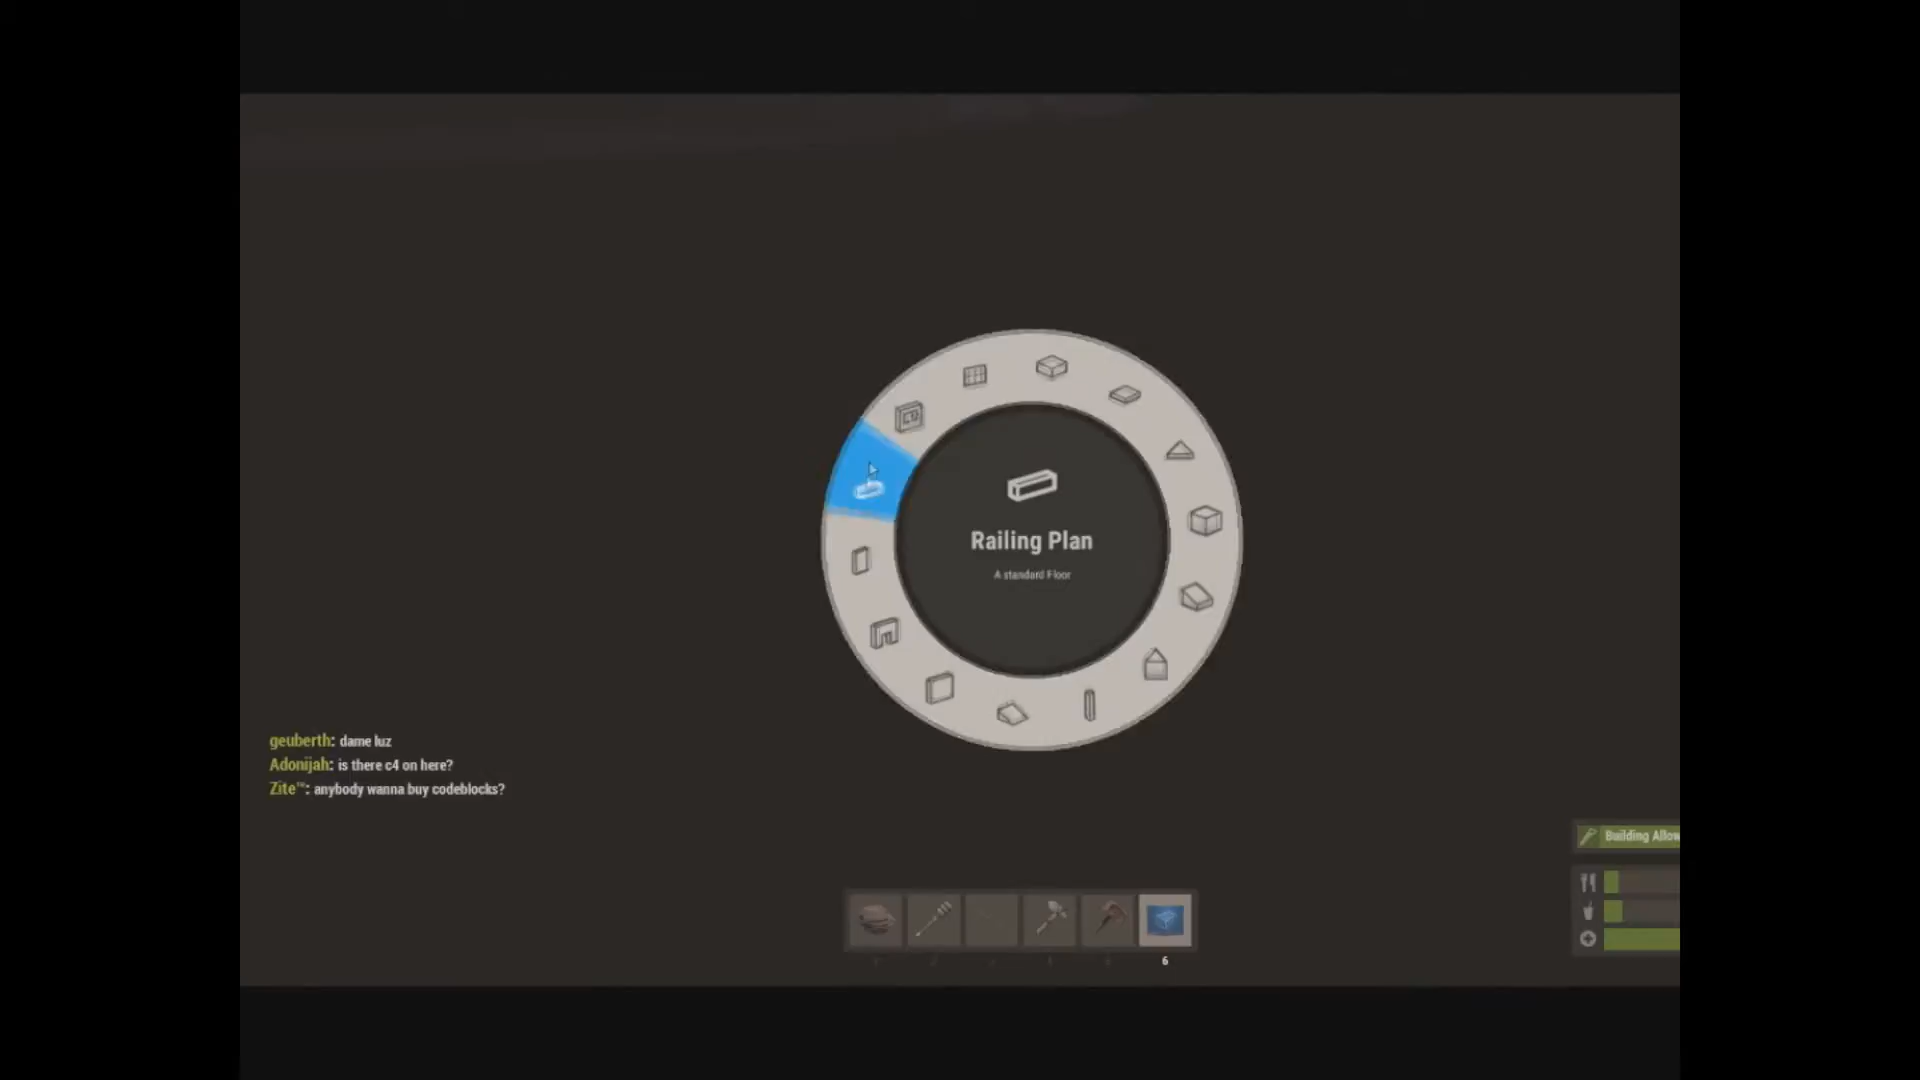 Railing Plan
A standard Floor
geuberth: dame luz
Adonijah: is there c4 on here?
Zite™: anybody wanna buy codeblocks?
Building Allow
6